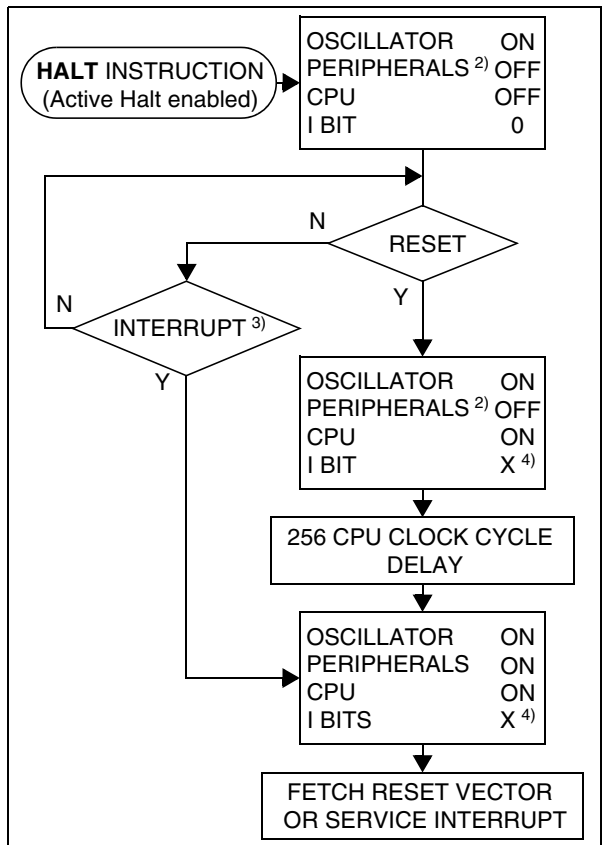 HALT INSTRUCTION
(Active Halt enabled)
OSCILLATOR ON
PERIPHERALS 2) OFF
CPU OFF
I BIT 0
N
RESET
Y
N
INTERRUPT 3)
Y
OSCILLATOR ON
PERIPHERALS 2) OFF
CPU ON
I BIT X 4)
256 CPU CLOCK CYCLE
DELAY
OSCILLATOR ON
PERIPHERALS ON
CPU ON
I BITS X 4)
FETCH RESET VECTOR
OR SERVICE INTERRUPT